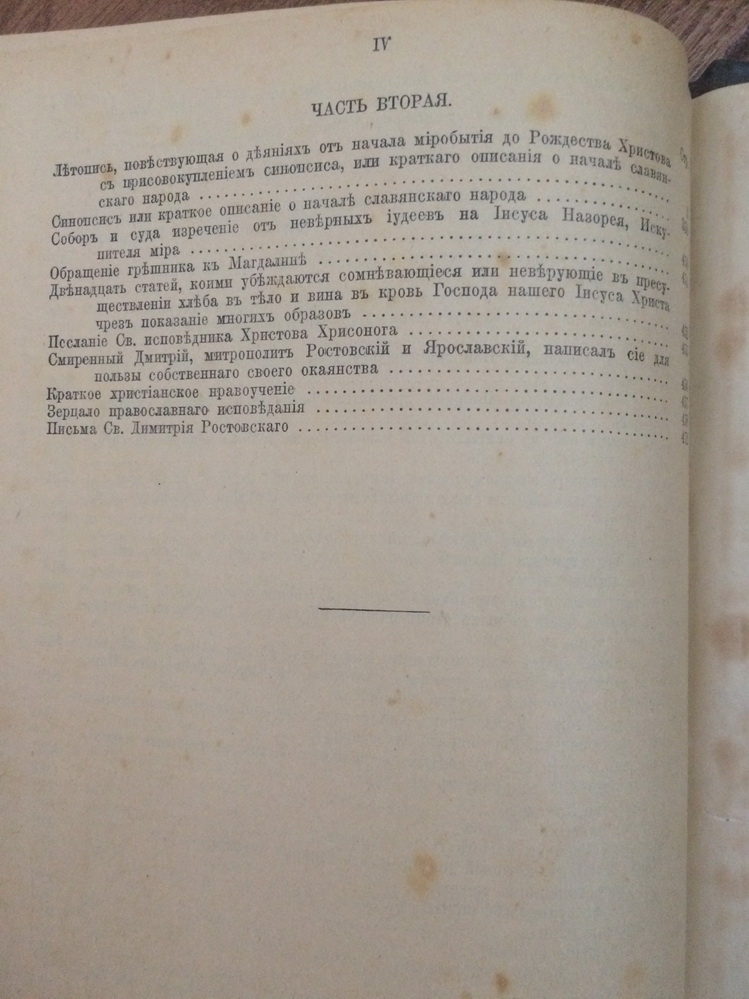 IV
ЧАСТЬ ВТОРАЯ.
Лѣтопись, повѣствующая о дѣяніяхъ отъ начала міробытія до Рождества Христова
съ присовокупленіемъ синопсиса, или краткаго описанія о началѣ славян-
скаго народа
Синопсисъ или краткое описаніе о началѣ славянскаго народа
Соборъ и суда изреченіе отъ невѣрныхъ іудеевъ на Іисуса Назорея, Иску-
пителя міра
Обращеніе грѣшника къ Магдалинѣ
Двѣнадцать статей, коими убѣждаются сомнѣвающіеся или невѣрующіе въ пресу-
ществленіи хлѣба въ тѣло и вина въ кровь Господа нашего Іисуса Христа
чрезъ показаніе многихъ образовъ
Посланіе Св. исповѣдника Христова Хрисонога
Смиренный Дмитрій, митрополитъ Ростовскій и Ярославскій, написалъ сіе для
пользы собственнаго своего окаянства
Краткое христіанское нравоученіе
Зерцало православнаго исповѣданія
Письма Св. Димитрія Ростовскаго